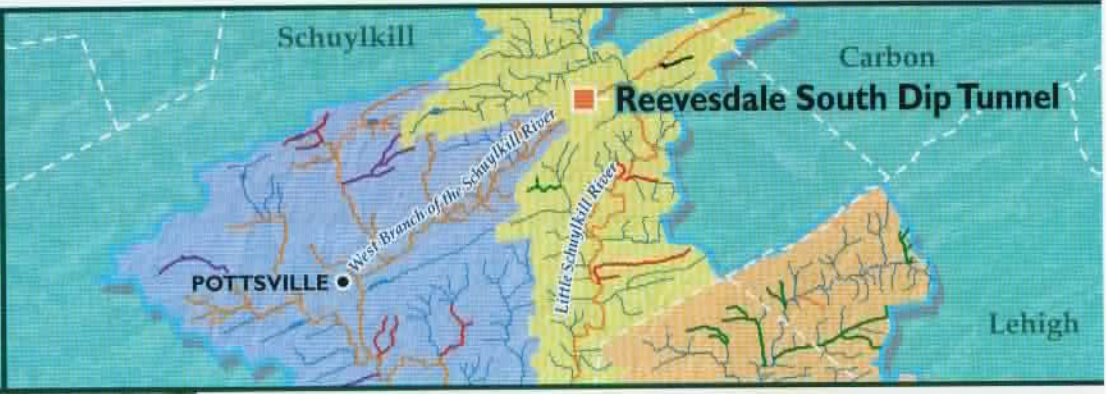 Schuylkill
Carbon
Reevesdale South Dip Tunnel
West Branch of the Schuylkill River
Little Schuylkill River
POTTSVILLE
Lehigh